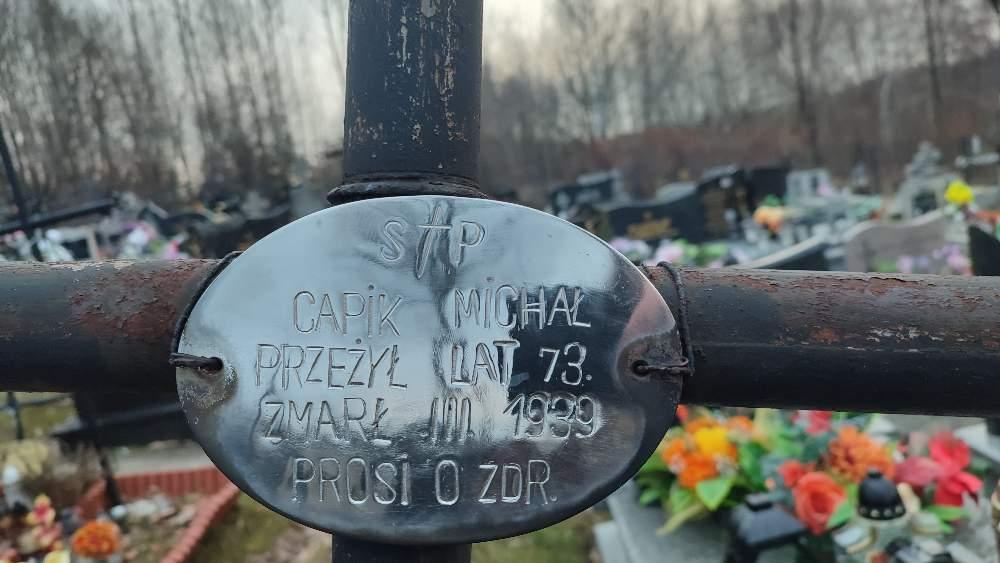 S†P
CAPiK MiCHAŁ
PRZEŻYŁ LAT 73.
ZMARŁ .III. 1939
PROSi O ZDR.